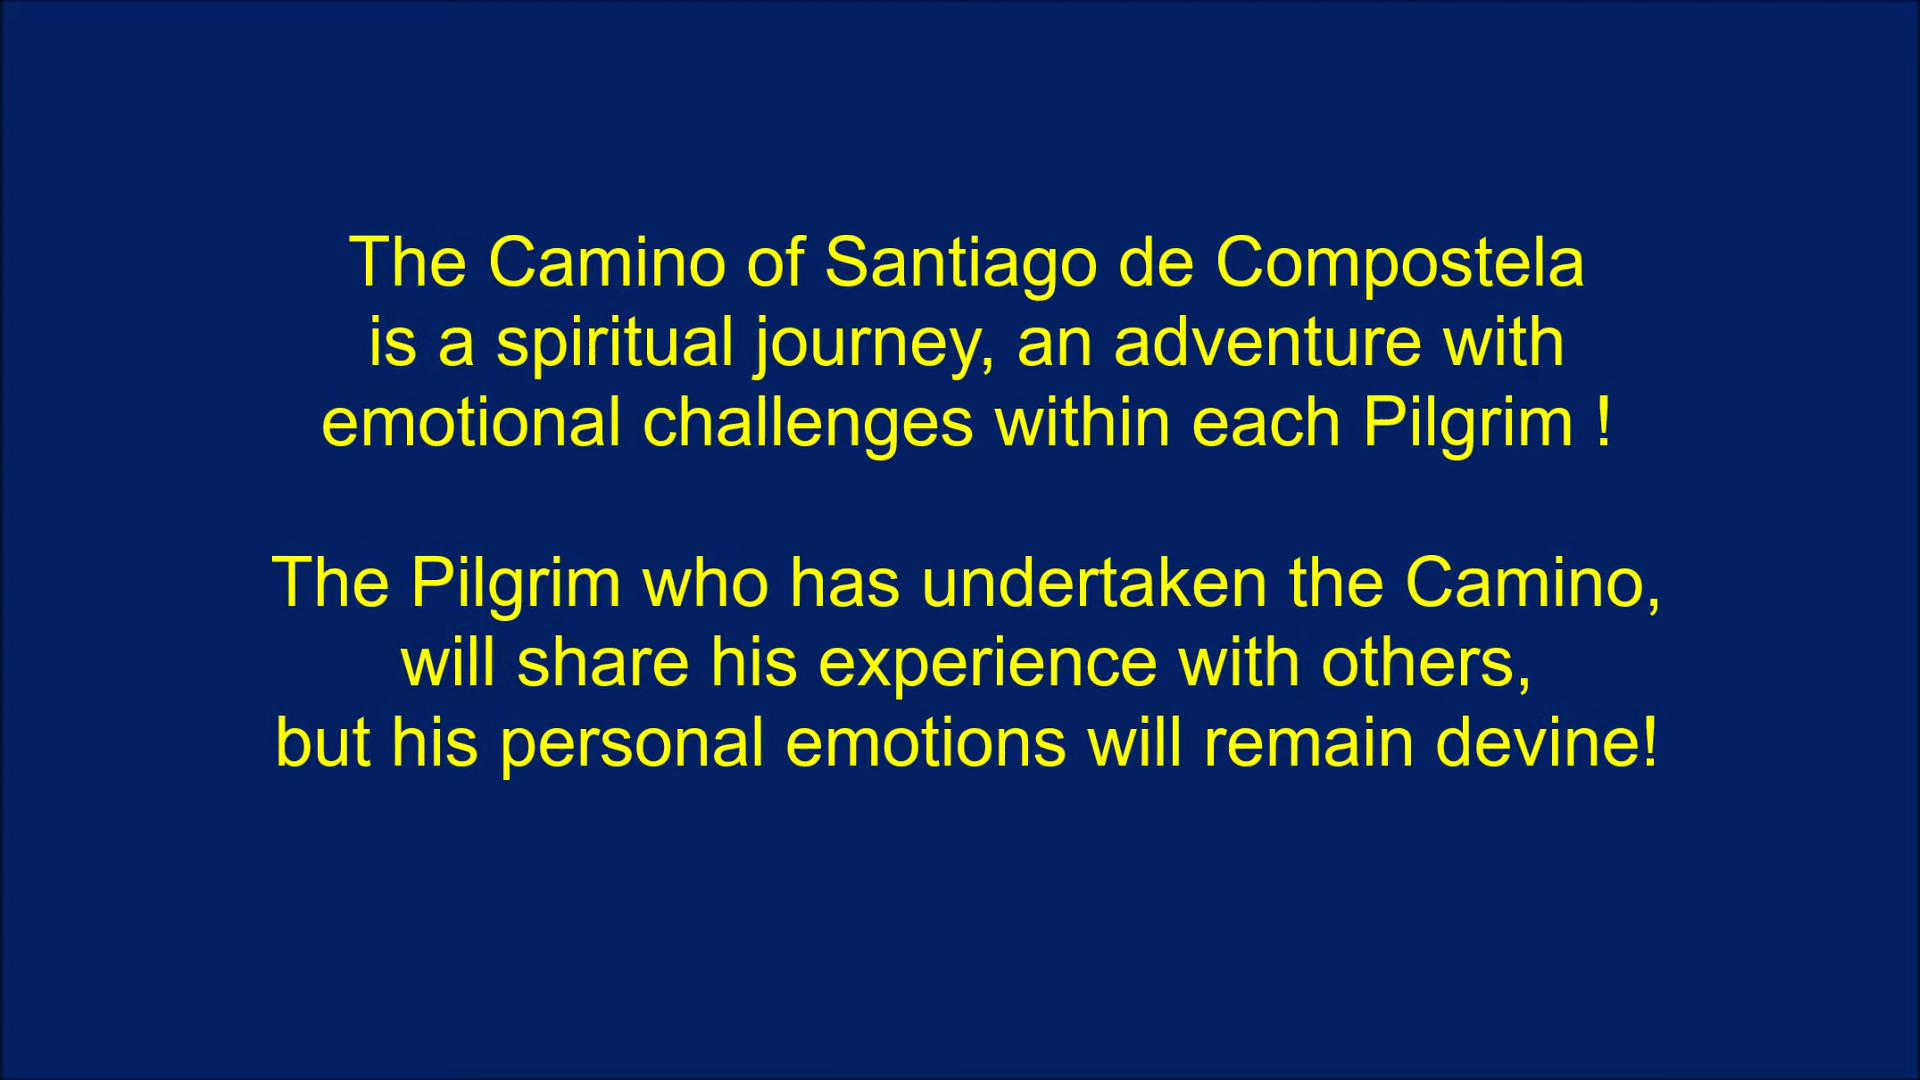 The Camino of Santiago de Compostela
is a spiritual journey, an adventure with
emotional challenges within each Pilgrim !
The Pilgrim who has undertaken the Camino,
will share his experience with others,
but his personal emotions will remain devine!